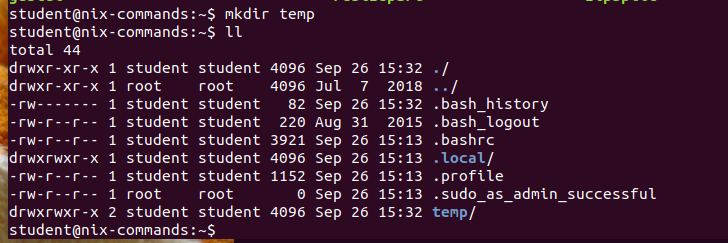 student@nix-commands:~$ mkdir temp
student@nix-commands:~$ ll
total 44
drwxr-xr-x 1 student student 4096 Sep 26 15:32 ./
drwxr-xr-x 1 root    root    4096 Jul  7  2018 ../
-rw------- 1 student student   82 Sep 26 15:32 .bash_history
-rw-r--r-- 1 student student  220 Aug 31  2015 .bash_logout
-rw-r--r-- 1 student student 3921 Sep 26 15:13 .bashrc
drwxrwxr-x 1 student student 4096 Sep 26 15:13 .local/
-rw-r--r-- 1 student student 1152 Sep 26 15:13 .profile
-rw-r--r-- 1 root    root       0 Sep 26 15:13 .sudo_as_admin_successful
drwxrwxr-x 2 student student 4096 Sep 26 15:32 temp/
student@nix-commands:~$